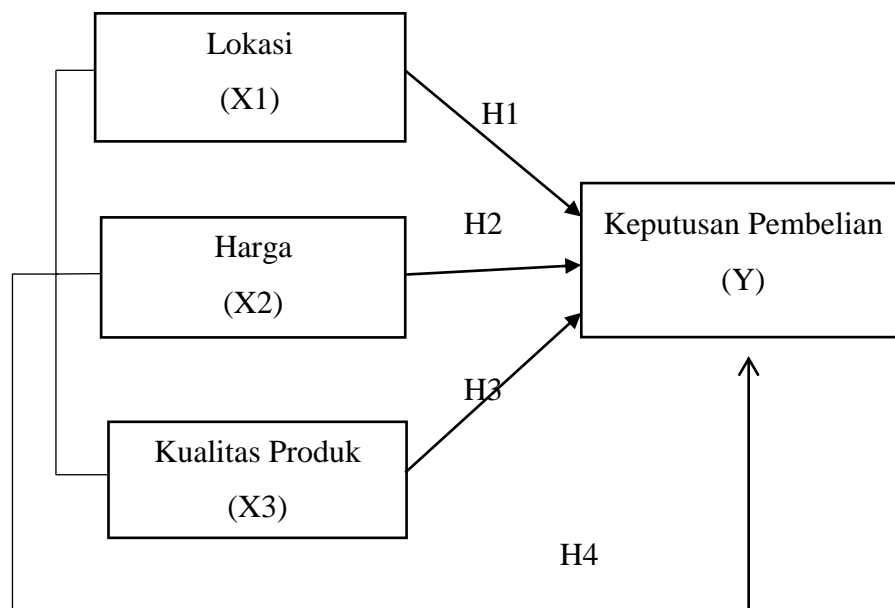 Lokasi
(X1)
H1
Harga
(X2)
H2
Keputusan Pembelian
(Y)
Kualitas Produk
(X3)
H3
H4